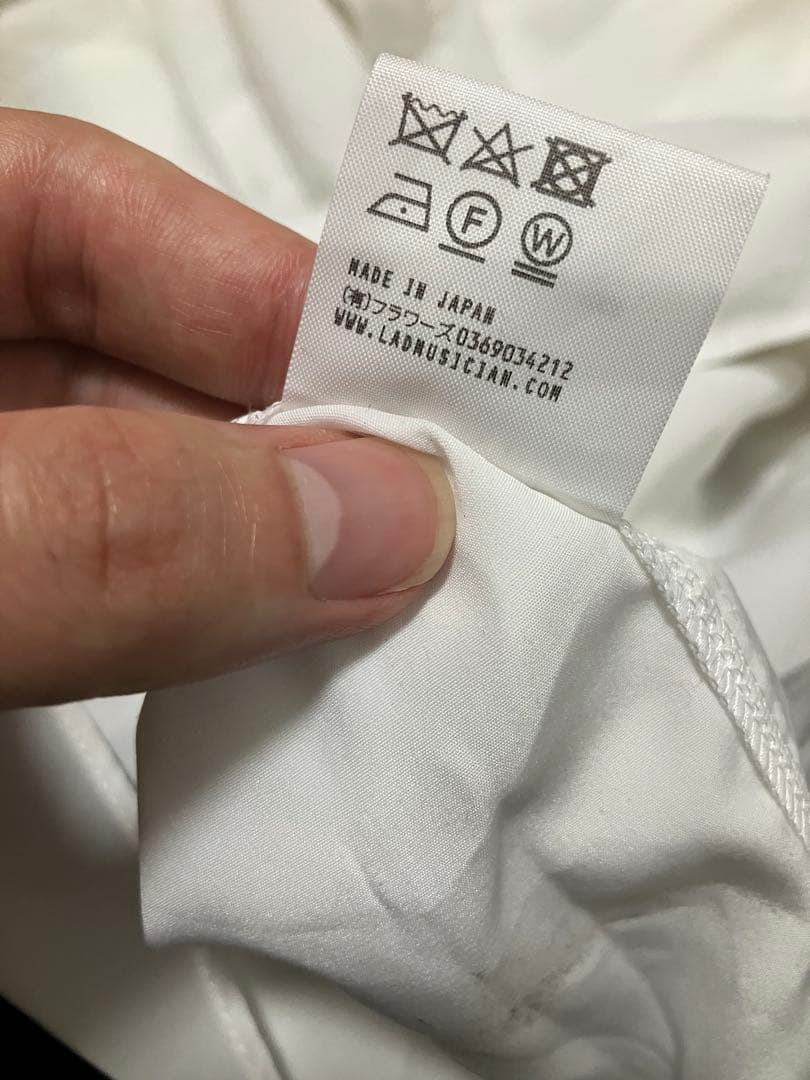 F W
MADE IN JAPAN
(有)フラワーズ0369034212
WWW.LADMUSICIAN.COM